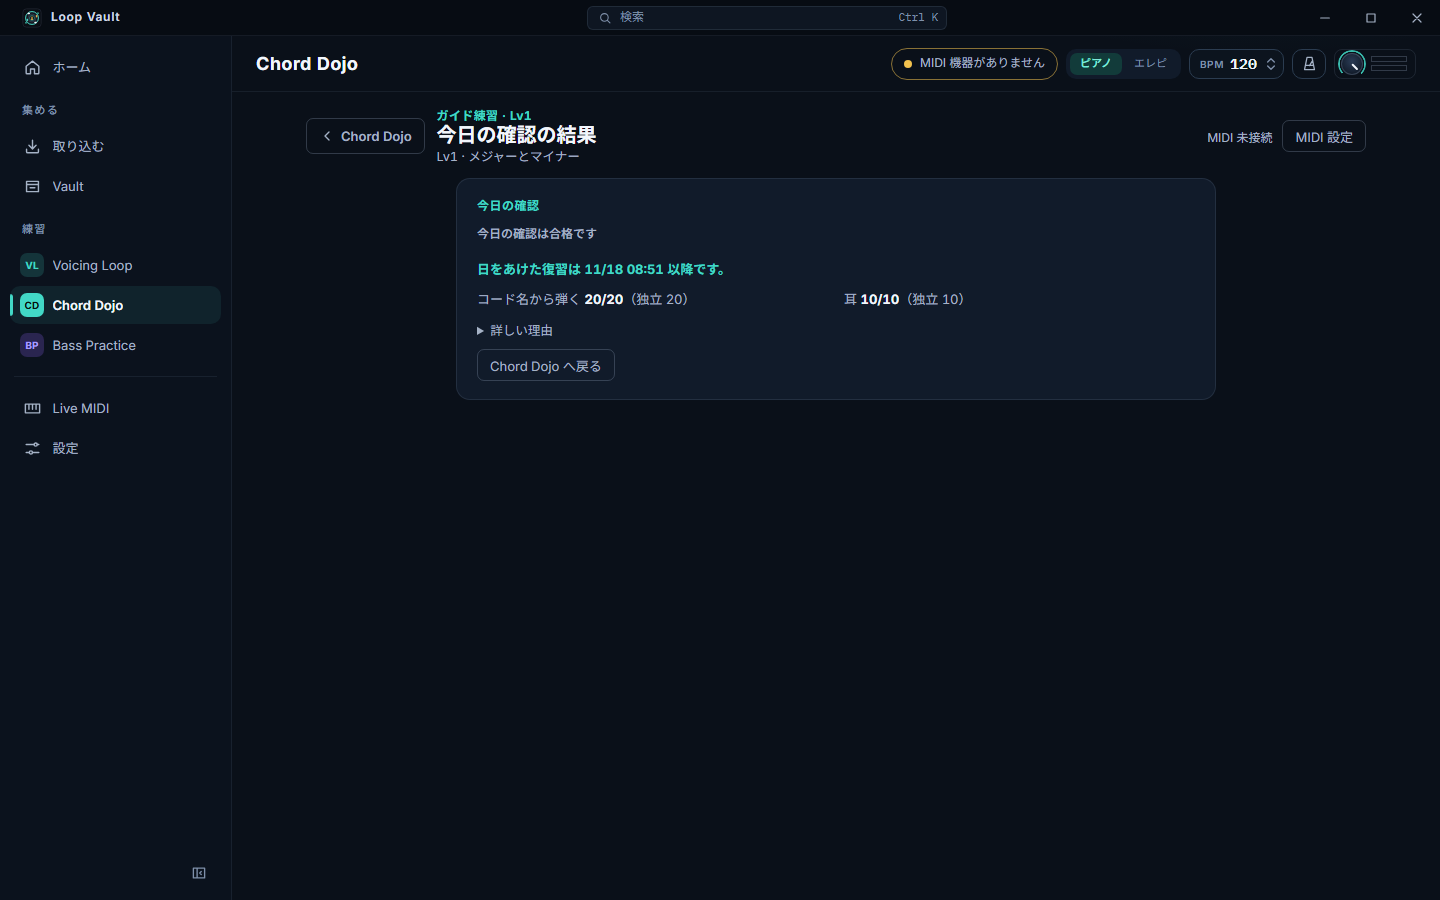 Loop Vault
検索
Ctrl K
ホーム
集める
取り込む
Vault
練習
VL Voicing Loop
CD Chord Dojo
BP Bass Practice
Live MIDI
設定
Chord Dojo
MIDI 機器がありません
ピアノ
エレピ
BPM 120
Chord Dojo
ガイド練習 · Lv1
今日の確認の結果
Lv1 · メジャーとマイナー
MIDI 未接続
MIDI 設定
今日の確認
今日の確認は合格です
日をあけた復習は 11/18 08:51 以降です。
コード名から弾く 20/20（独立 20）
耳 10/10（独立 10）
詳しい理由
Chord Dojo へ戻る